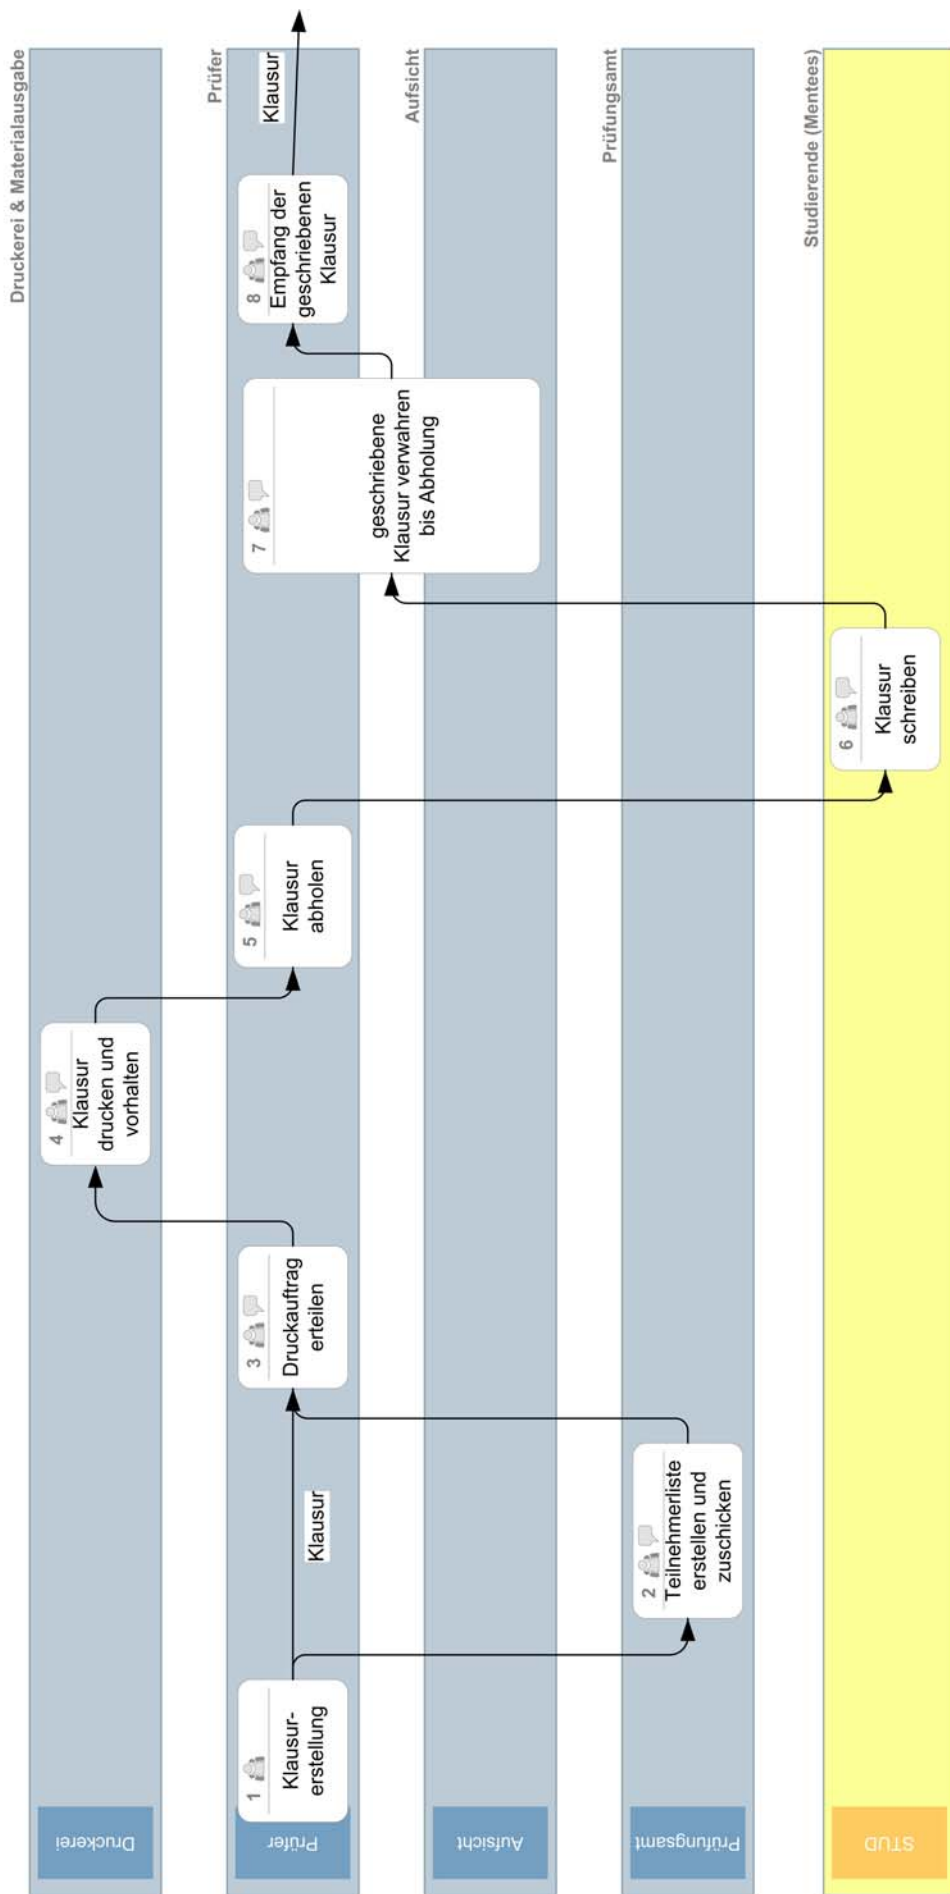 Druckerei & Materialausgabe
Druckerei
4
Klausur
drucken und
vorhalten
Prüfer
Prüfer
1
Klausur-
erstellung
Klausur
3
Druckauftrag
erteilen
5
Klausur
abholen
8
Empfang der
geschriebenen
Klausur
Klausur
7
geschriebene
Klausur verwahren
bis Abholung
Aufsicht
Aufsicht
Prüfungsamt
Prüfungsamt
2
Teilnehmerliste
erstellen und
zuschicken
Studierende (Mentees)
STUD
6
Klausur
schreiben